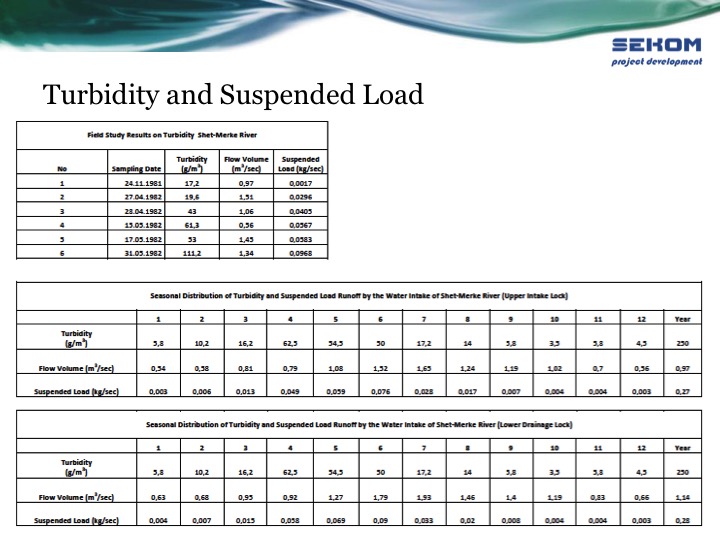 SEKOM
project development
Turbidity and Suspended Load
Field Study Results on Turbidity Shet-Merke River
No Sampling Date Turbidity (g/m³) Flow Volume (m³/sec) Suspended Load (kg/sec)
1 24.11.1981 17,2 0,97 0,0017
2 27.04.1982 19,6 1,51 0,0296
3 28.04.1982 43 1,06 0,0405
4 15.05.1982 61,3 0,56 0,0567
5 17.05.1982 53 1,45 0,0583
6 31.05.1982 111,2 1,34 0,0968
Seasonal Distribution of Turbidity and Suspended Load Runoff by the Water Intake of Shet-Merke River (Upper Intake Lock)
1 2 3 4 5 6 7 8 9 10 11 12 Year
Turbidity (g/m³) 5,8 10,2 16,2 62,5 54,5 50 17,2 14 5,8 3,5 5,8 4,5 250
Flow Volume (m³/sec) 0,54 0,58 0,81 0,79 1,08 1,52 1,65 1,24 1,19 1,02 0,7 0,56 0,97
Suspended Load (kg/sec) 0,003 0,006 0,013 0,049 0,059 0,076 0,028 0,017 0,007 0,004 0,004 0,003 0,27
Seasonal Distribution of Turbidity and Suspended Load Runoff by the Water Intake of Shet-Merke River (Lower Drainage Lock)
1 2 3 4 5 6 7 8 9 10 11 12 Year
Turbidity (g/m³) 5,8 10,2 16,2 62,5 54,5 50 17,2 14 5,8 3,5 5,8 4,5 250
Flow Volume (m³/sec) 0,63 0,68 0,95 0,92 1,27 1,79 1,93 1,46 1,4 1,19 0,83 0,66 1,14
Suspended Load (kg/sec) 0,004 0,007 0,015 0,058 0,069 0,09 0,033 0,02 0,008 0,004 0,004 0,003 0,28